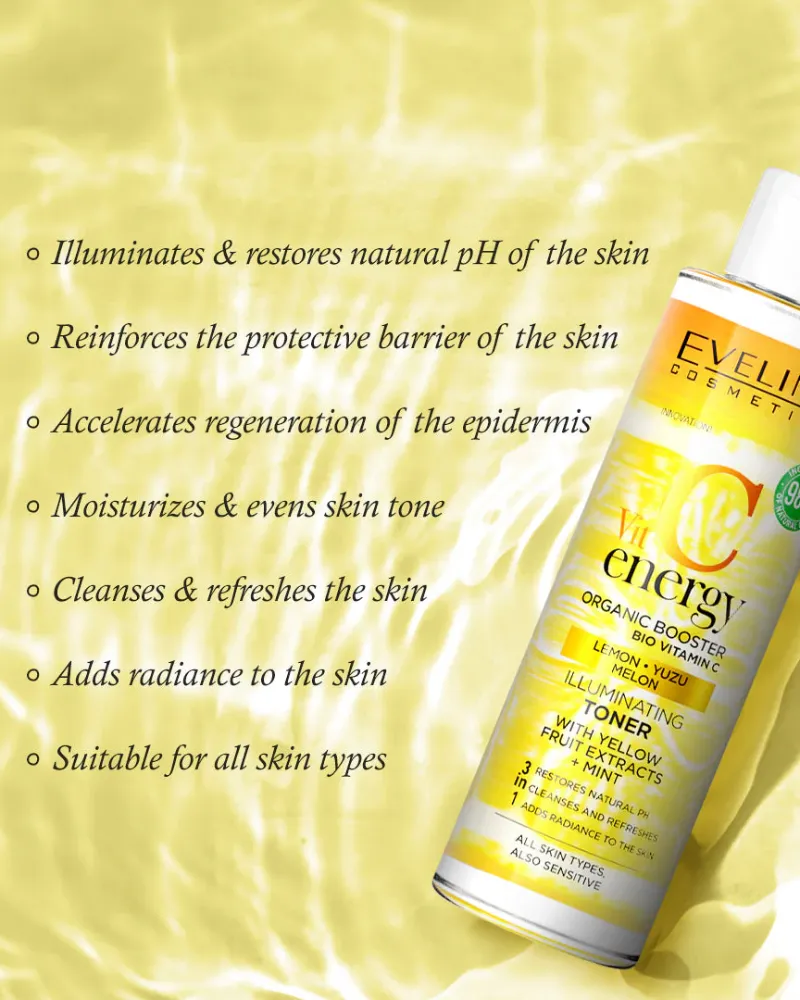 Illuminates & restores natural pH of the skin
Reinforces the protective barrier of the skin
Accelerates regeneration of the epidermis
Moisturizes & evens skin tone
Cleanses & refreshes the skin
Adds radiance to the skin
Suitable for all skin types
COSMETI
INNOVATION!
Vit C
energy
ORGANIC BOOSTER
BIO VITAMIN C
LEMON • YUZU
MELON
ILLUMINATING
TONER
WITH YELLOW
FRUIT EXTRACTS
+ MINT
3 RESTORES NATURAL PH
in CLEANSES AND REFRESHES
1 ADDS RADIANCE TO THE SKIN
ALL SKIN TYPES,
ALSO SENSITIVE